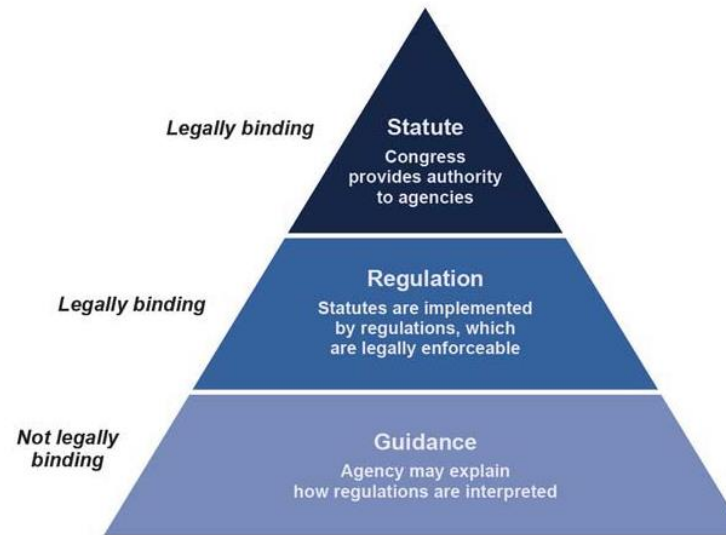 Legally binding
Statute
Congress
provides authority
to agencies
Legally binding
Regulation
Statutes are implemented
by regulations, which
are legally enforceable
Not legally
binding
Guidance
Agency may explain
how regulations are interpreted